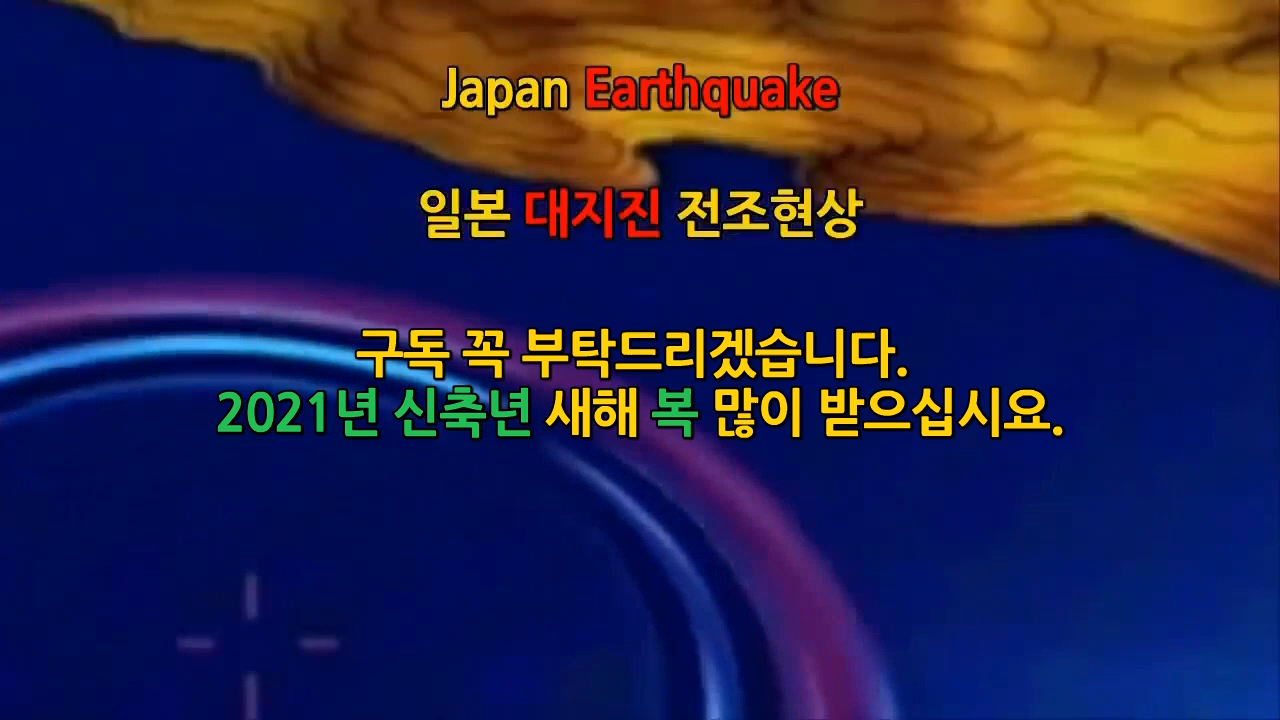 Japan Earthquake
일본 대지진 전조현상
구독 꼭 부탁드리겠습니다.
2021년 신축년 새해 복 많이 받으십시요.